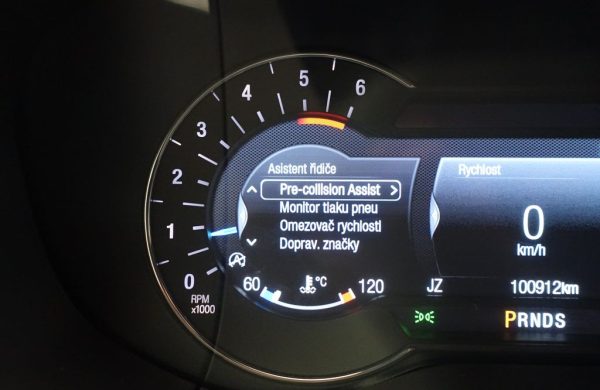 6
5
4
3
2
1
0
RPM
x1000
Asistent řidiče
Pre-collision Assist
Monitor tlaku pneu
Omezovač rychlosti
Doprav. značky
60 °C 120
Rychlost
0
km/h
JZ 100912km
PRNDS